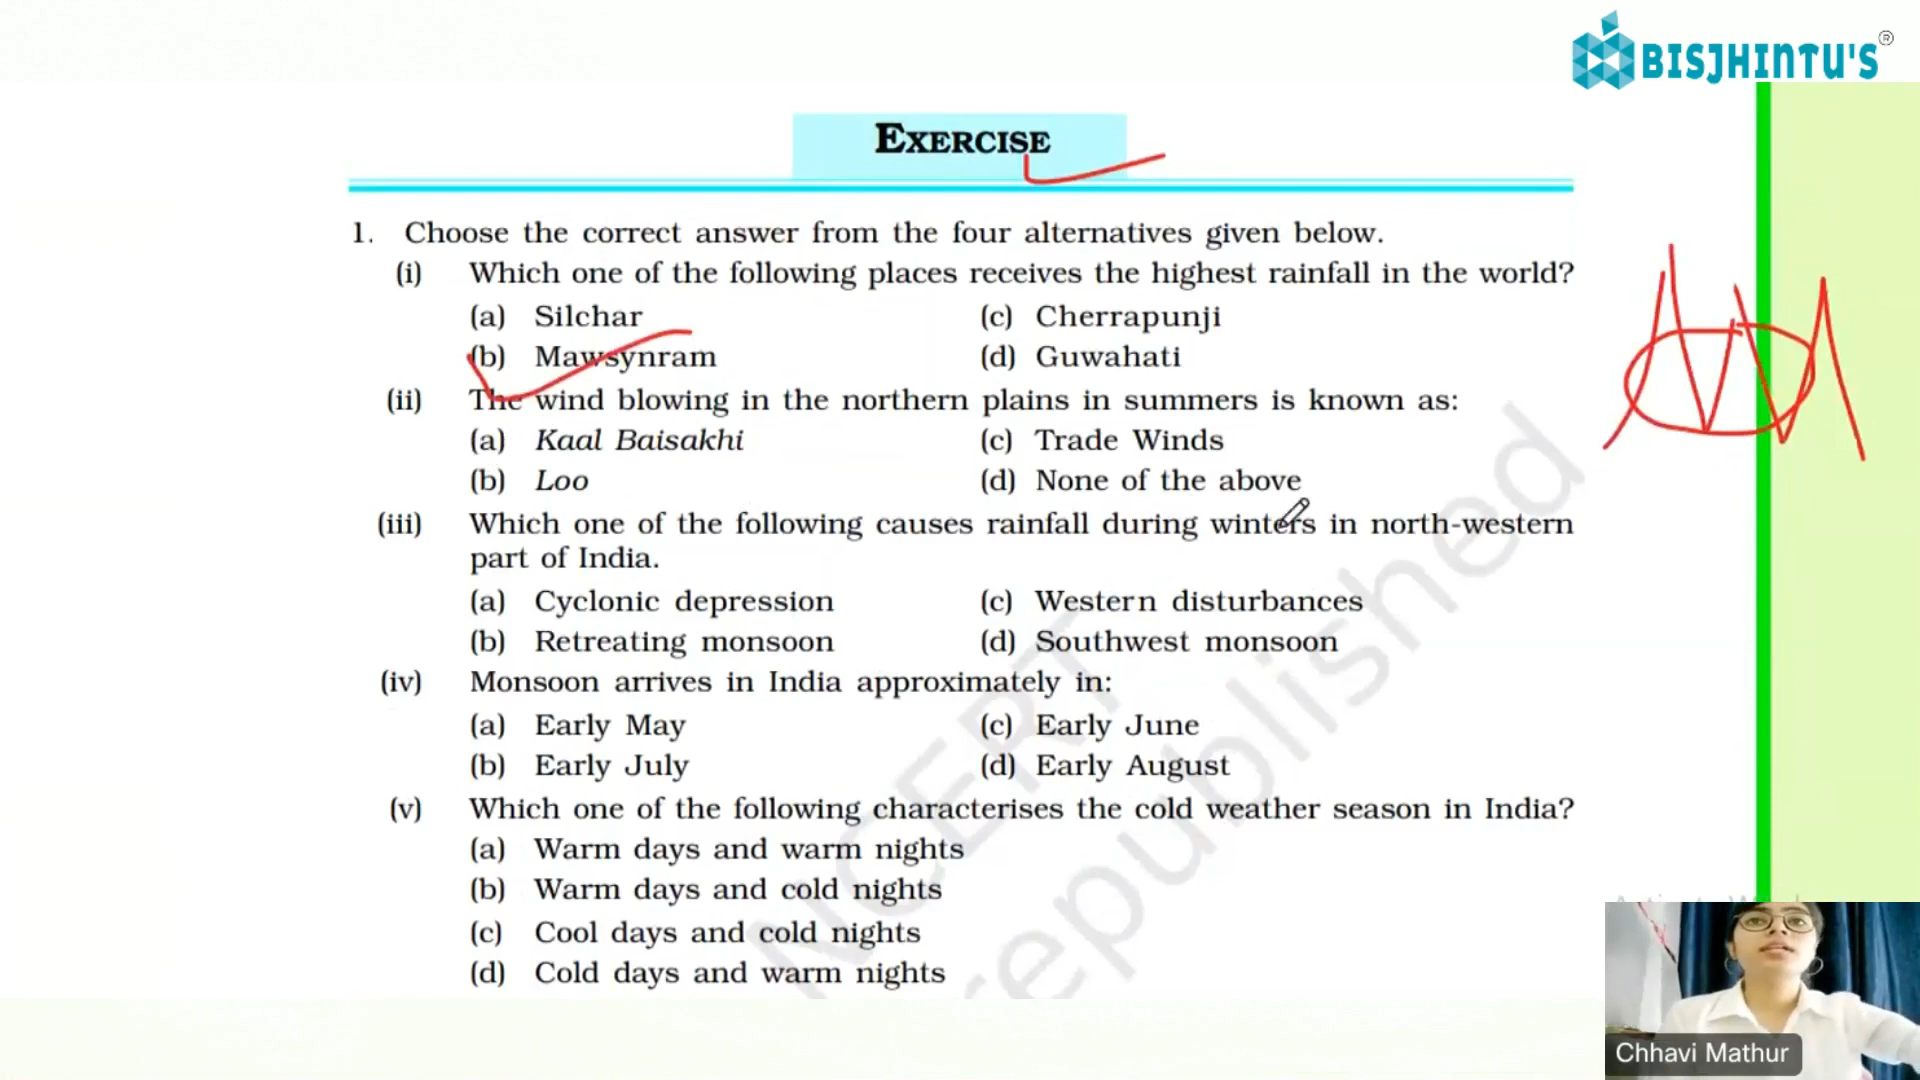 BISJHINTU'S®
EXERCISE
1. Choose the correct answer from the four alternatives given below.
(i) Which one of the following places receives the highest rainfall in the world?
(a) Silchar (c) Cherrapunji
(b) Mawsynram (d) Guwahati
(ii) The wind blowing in the northern plains in summers is known as:
(a) Kaal Baisakhi (c) Trade Winds
(b) Loo (d) None of the above
(iii) Which one of the following causes rainfall during winters in north-western
part of India.
(a) Cyclonic depression (c) Western disturbances
(b) Retreating monsoon (d) Southwest monsoon
(iv) Monsoon arrives in India approximately in:
(a) Early May (c) Early June
(b) Early July (d) Early August
(v) Which one of the following characterises the cold weather season in India?
(a) Warm days and warm nights
(b) Warm days and cold nights
(c) Cool days and cold nights
(d) Cold days and warm nights
NCERT
republished
Chhavi Mathur